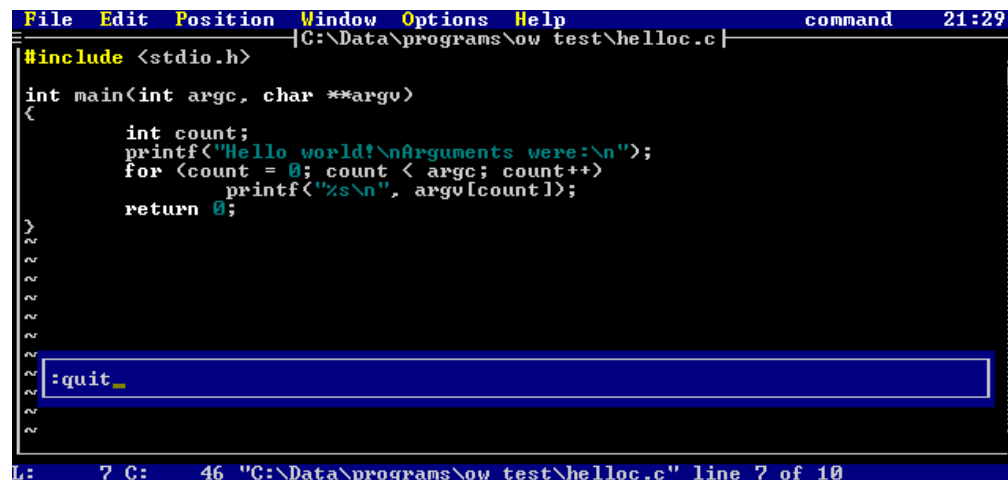 File Edit Position Window Options Help command 21:29
C:\Data\programs\ow test\helloc.c
#include <stdio.h>
int main(int argc, char **argv)
{
int count;
printf("Hello world!\nArguments were:\n");
for (count = 0; count < argc; count++)
printf("%s\n", argv[count]);
return 0;
}
~
~
~
~
~
~
~
~
~
~
~
:quit_
L: 7 C: 46 "C:\Data\programs\ow test\helloc.c" line 7 of 10